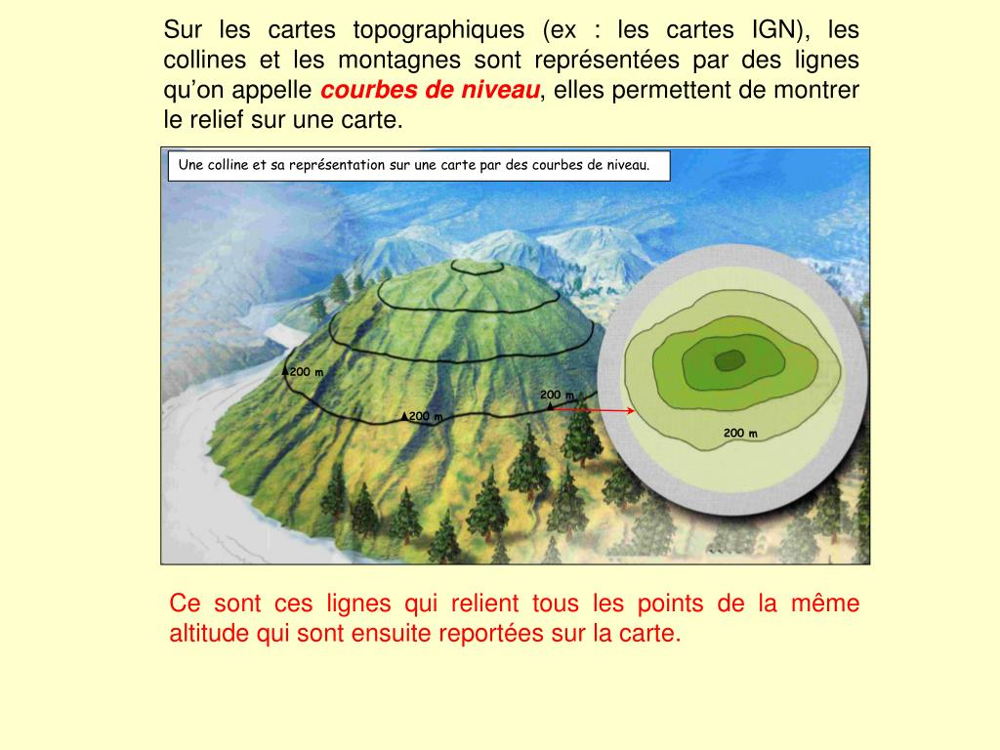 Sur les cartes topographiques (ex : les cartes IGN), les
collines et les montagnes sont représentées par des lignes
qu’on appelle courbes de niveau, elles permettent de montrer
le relief sur une carte.
Une colline et sa représentation sur une carte par des courbes de niveau.
200 m
200 m
200 m
200 m
Ce sont ces lignes qui relient tous les points de la même
altitude qui sont ensuite reportées sur la carte.